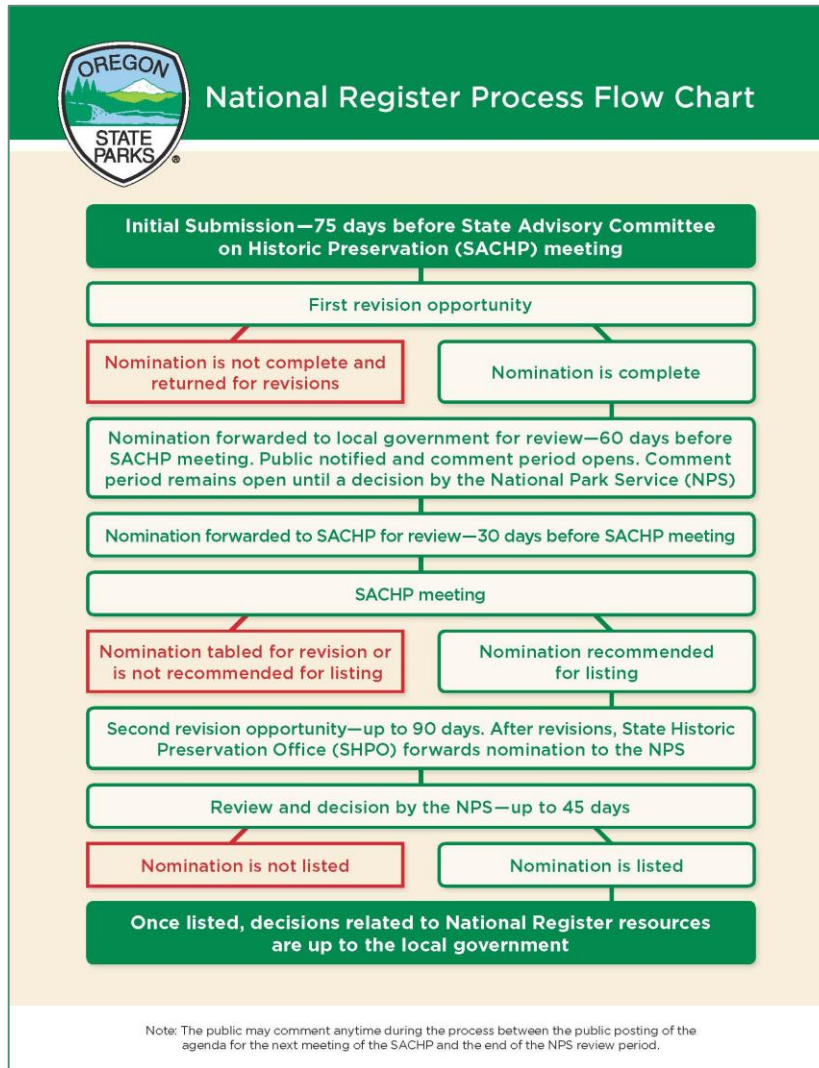 OREGON
STATE
PARKS
®
National Register Process Flow Chart
Initial Submission—75 days before State Advisory Committee
on Historic Preservation (SACHP) meeting
First revision opportunity
Nomination is not complete and
returned for revisions
Nomination is complete
Nomination forwarded to local government for review—60 days before
SACHP meeting. Public notified and comment period opens. Comment
period remains open until a decision by the National Park Service (NPS)
Nomination forwarded to SACHP for review—30 days before SACHP meeting
SACHP meeting
Nomination tabled for revision or
is not recommended for listing
Nomination recommended
for listing
Second revision opportunity—up to 90 days. After revisions, State Historic
Preservation Office (SHPO) forwards nomination to the NPS
Review and decision by the NPS—up to 45 days
Nomination is not listed
Nomination is listed
Once listed, decisions related to National Register resources
are up to the local government
Note: The public may comment anytime during the process between the public posting of the
agenda for the next meeting of the SACHP and the end of the NPS review period.